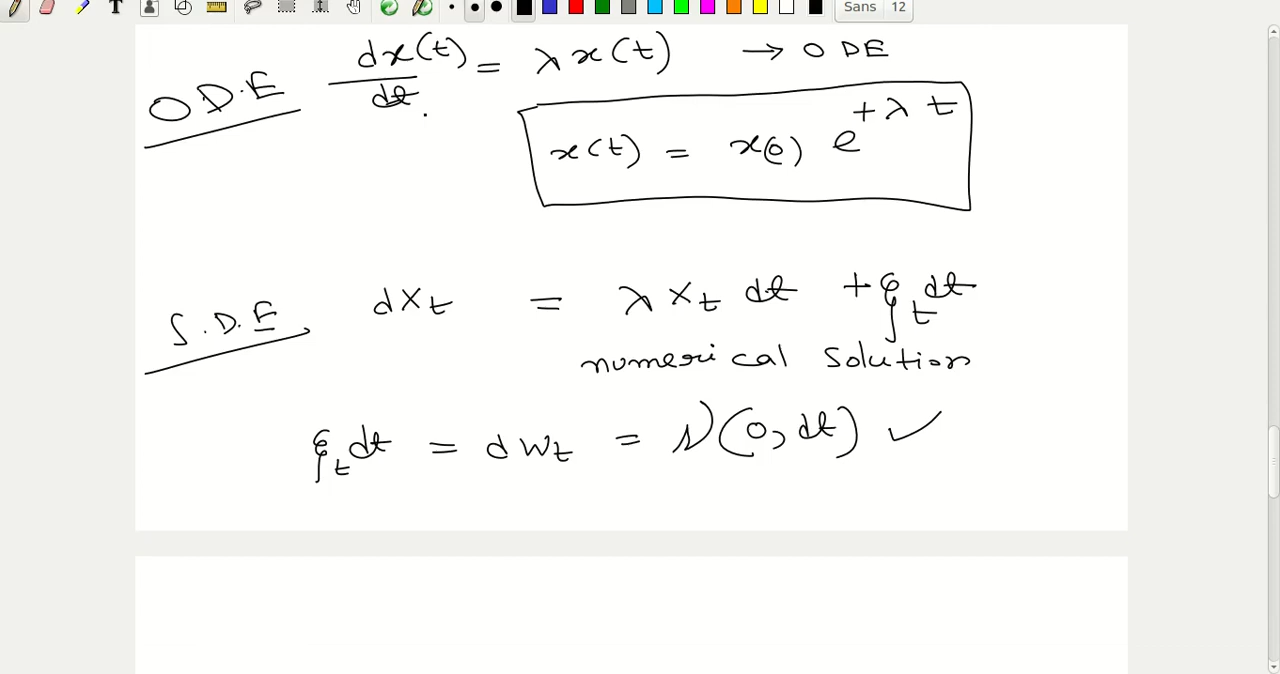 Sans 12
dx(t)/dt. = λx(t) → ODE
O D.E
x(t) = x(0) e^{+λt}
S.D.E dX_t = λ X_t dt + ξ_t dt
numerical solution
ξ_t dt = dW_t = N(0, dt) ✓